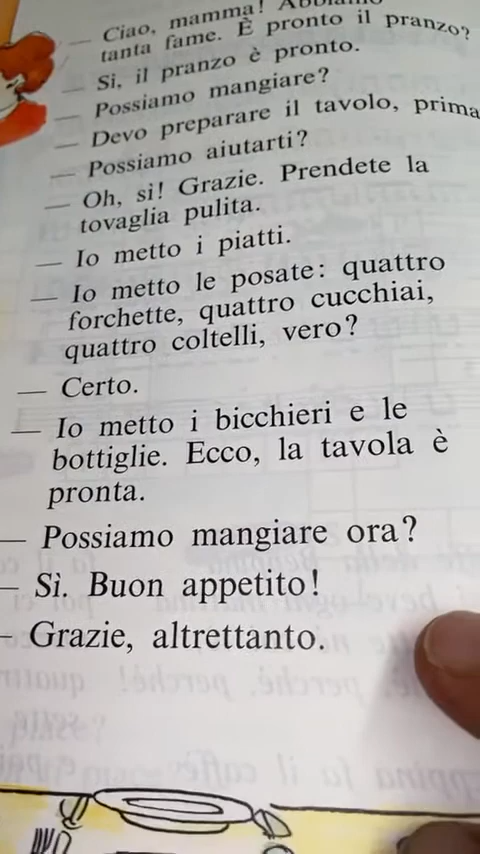 — Ciao, mamma! Abbiamo
tanta fame. È pronto il pranzo?
— Sì, il pranzo è pronto.
— Possiamo mangiare?
— Devo preparare il tavolo, prima
— Possiamo aiutarti?
— Oh, sì! Grazie. Prendete la
tovaglia pulita.
— Io metto i piatti.
— Io metto le posate: quattro
forchette, quattro cucchiai,
quattro coltelli, vero?
— Certo.
— Io metto i bicchieri e le
bottiglie. Ecco, la tavola è
pronta.
— Possiamo mangiare ora?
— Sì. Buon appetito!
— Grazie, altrettanto.